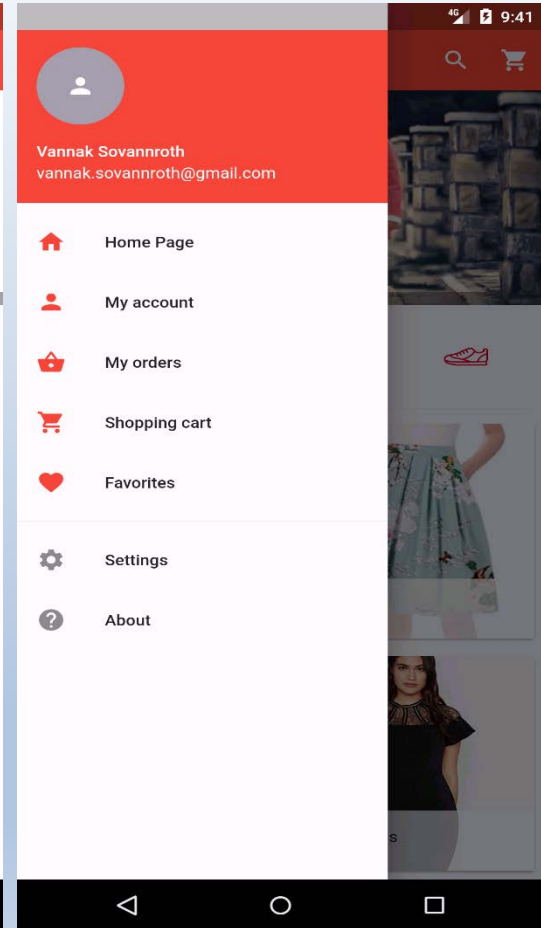 4G 9:41
Vannak Sovannroth
vannak.sovannroth@gmail.com
Home Page
My account
My orders
Shopping cart
Favorites
Settings
About
s